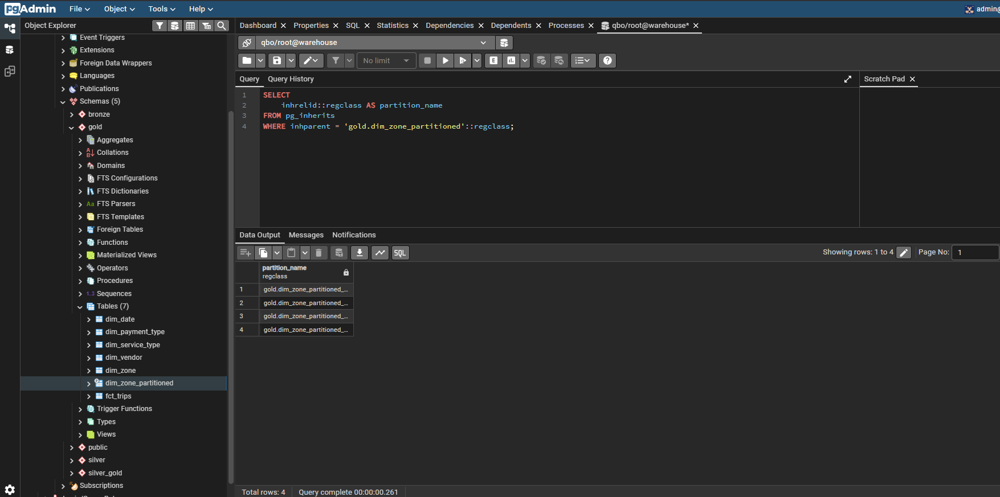 pgAdmin File Object Tools Help admin@
Object Explorer
Dashboard Properties SQL Statistics Dependencies Dependents Processes qbo/root@warehouse*
qbo/root@warehouse
No limit
E
Query Query History
Scratch Pad
1 SELECT
2 inhrelid::regclass AS partition_name
3 FROM pg_inherits
4 WHERE inhparent = 'gold.dim_zone_partitioned'::regclass;
Event Triggers
Extensions
Foreign Data Wrappers
Languages
Publications
Schemas (5)
bronze
gold
Aggregates
Collations
Domains
FTS Configurations
FTS Dictionaries
Aa FTS Parsers
FTS Templates
Foreign Tables
Functions
Materialized Views
Operators
Procedures
1..3 Sequences
Tables (7)
dim_date
dim_payment_type
dim_service_type
dim_vendor
dim_zone
dim_zone_partitioned
fct_trips
Trigger Functions
Types
Views
public
silver
silver_gold
Subscriptions
Data Output Messages Notifications
SQL
Showing rows: 1 to 4 Page No: 1
partition_name
regclass
1 gold.dim_zone_partitioned_...
2 gold.dim_zone_partitioned_...
3 gold.dim_zone_partitioned_...
4 gold.dim_zone_partitioned_...
Total rows: 4 Query complete 00:00:00.261